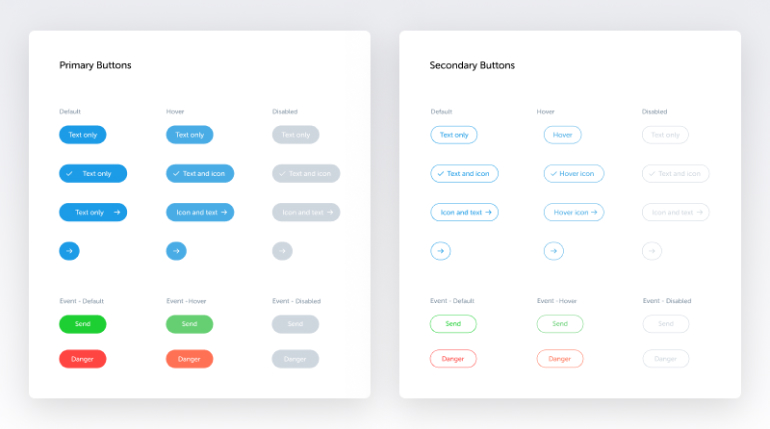 Primary Buttons
Default Hover Disabled
Text only Text only Text only
Text only Text and icon Text and icon
Text only Icon and text Icon and text
Event - Default Event - Hover Event - Disabled
Send Send Send
Danger Danger Danger
Secondary Buttons
Default Hover Disabled
Text only Hover Text only
Text and icon Hover icon Text and icon
Icon and text Hover icon Icon and text
Event - Default Event - Hover Event - Disabled
Send Send Send
Danger Danger Danger